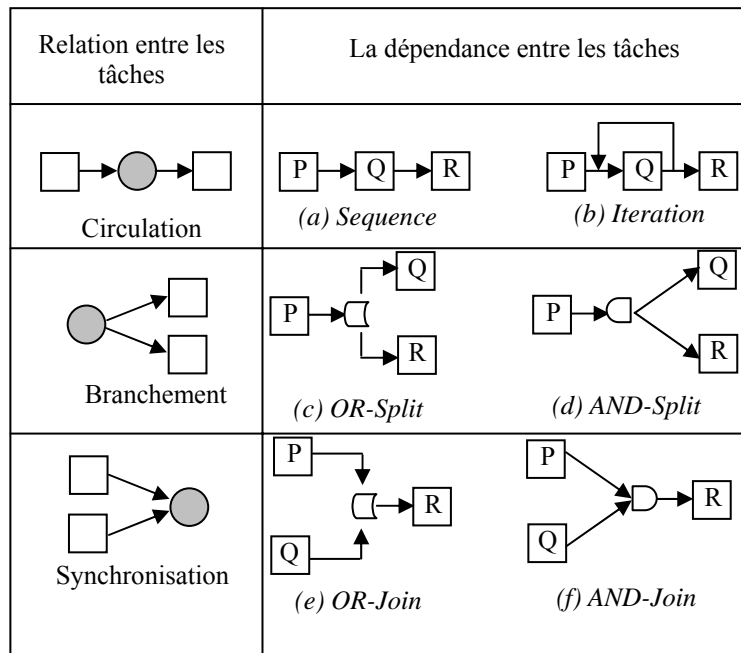 Relation entre les
tâches
La dépendance entre les tâches
Circulation
P Q R
(a) Sequence
P Q R
(b) Iteration
Branchement
P Q R
(c) OR-Split
P Q R
(d) AND-Split
Synchronisation
P Q R
(e) OR-Join
P Q R
(f) AND-Join